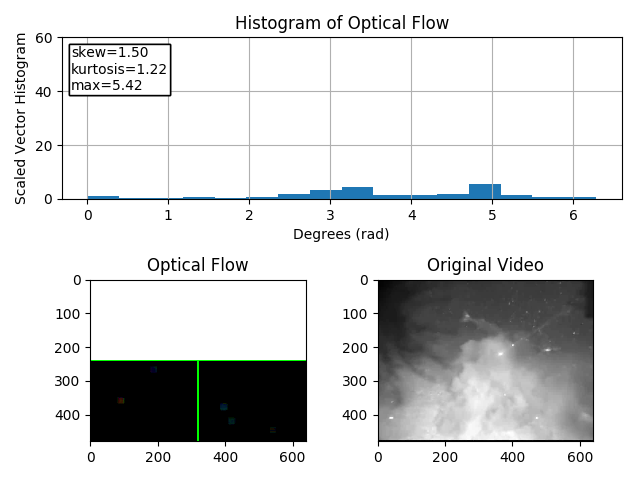 Histogram of Optical Flow
Scaled Vector Histogram
60
40
20
0
skew=1.50
kurtosis=1.22
max=5.42
0 1 2 3 4 5 6
Degrees (rad)
Optical Flow
0
100
200
300
400
0 200 400 600
Original Video
0
100
200
300
400
0 200 400 600